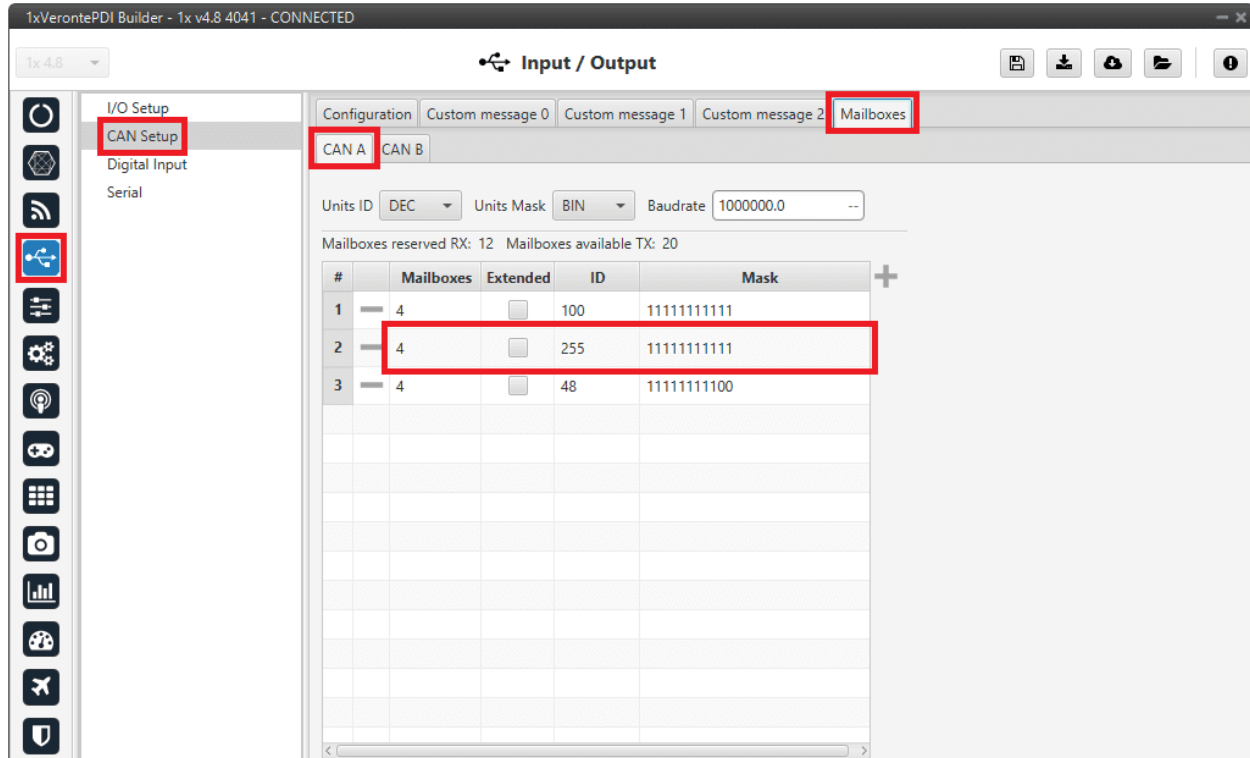 1xVerontePDI Builder - 1x v4.8 4041 - CONNECTED
1x 4.8
Input / Output
I/O Setup
CAN Setup
Digital Input
Serial
Configuration Custom message 0 Custom message 1 Custom message 2 Mailboxes
CAN A CAN B
Units ID DEC Units Mask BIN Baudrate 1000000.0 --
Mailboxes reserved RX: 12 Mailboxes available TX: 20
# Mailboxes Extended ID Mask
1 4 100 11111111111
2 4 255 11111111111
3 4 48 11111111100